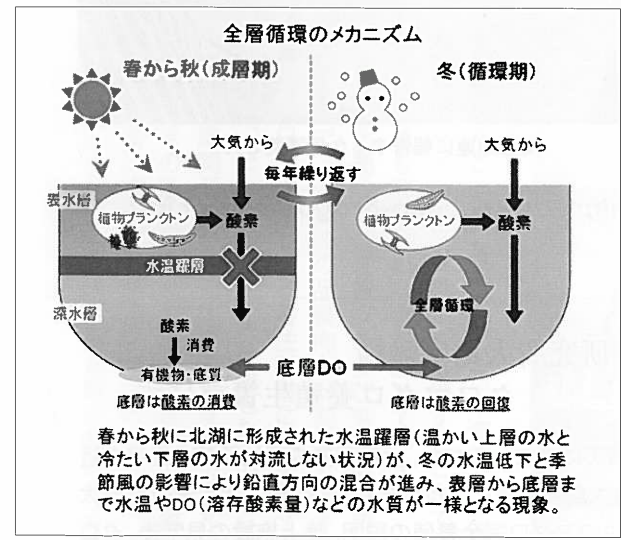 全層循環のメカニズム
春から秋(成層期)
冬(循環期)
大気から
大気から
毎年繰り返す
表水層
植物プランクトン
酸素
植物プランクトン
酸素
水温躍層
全層循環
深水層
酸素
消費
有機物・底質
底層DO
底層は酸素の消費
底層は酸素の回復
春から秋に北湖に形成された水温躍層(温かい上層の水と
冷たい下層の水が対流しない状況)が、冬の水温低下と季
節風の影響により鉛直方向の混合が進み、表層から底層ま
で水温やDO(溶存酸素量)などの水質が一様となる現象。